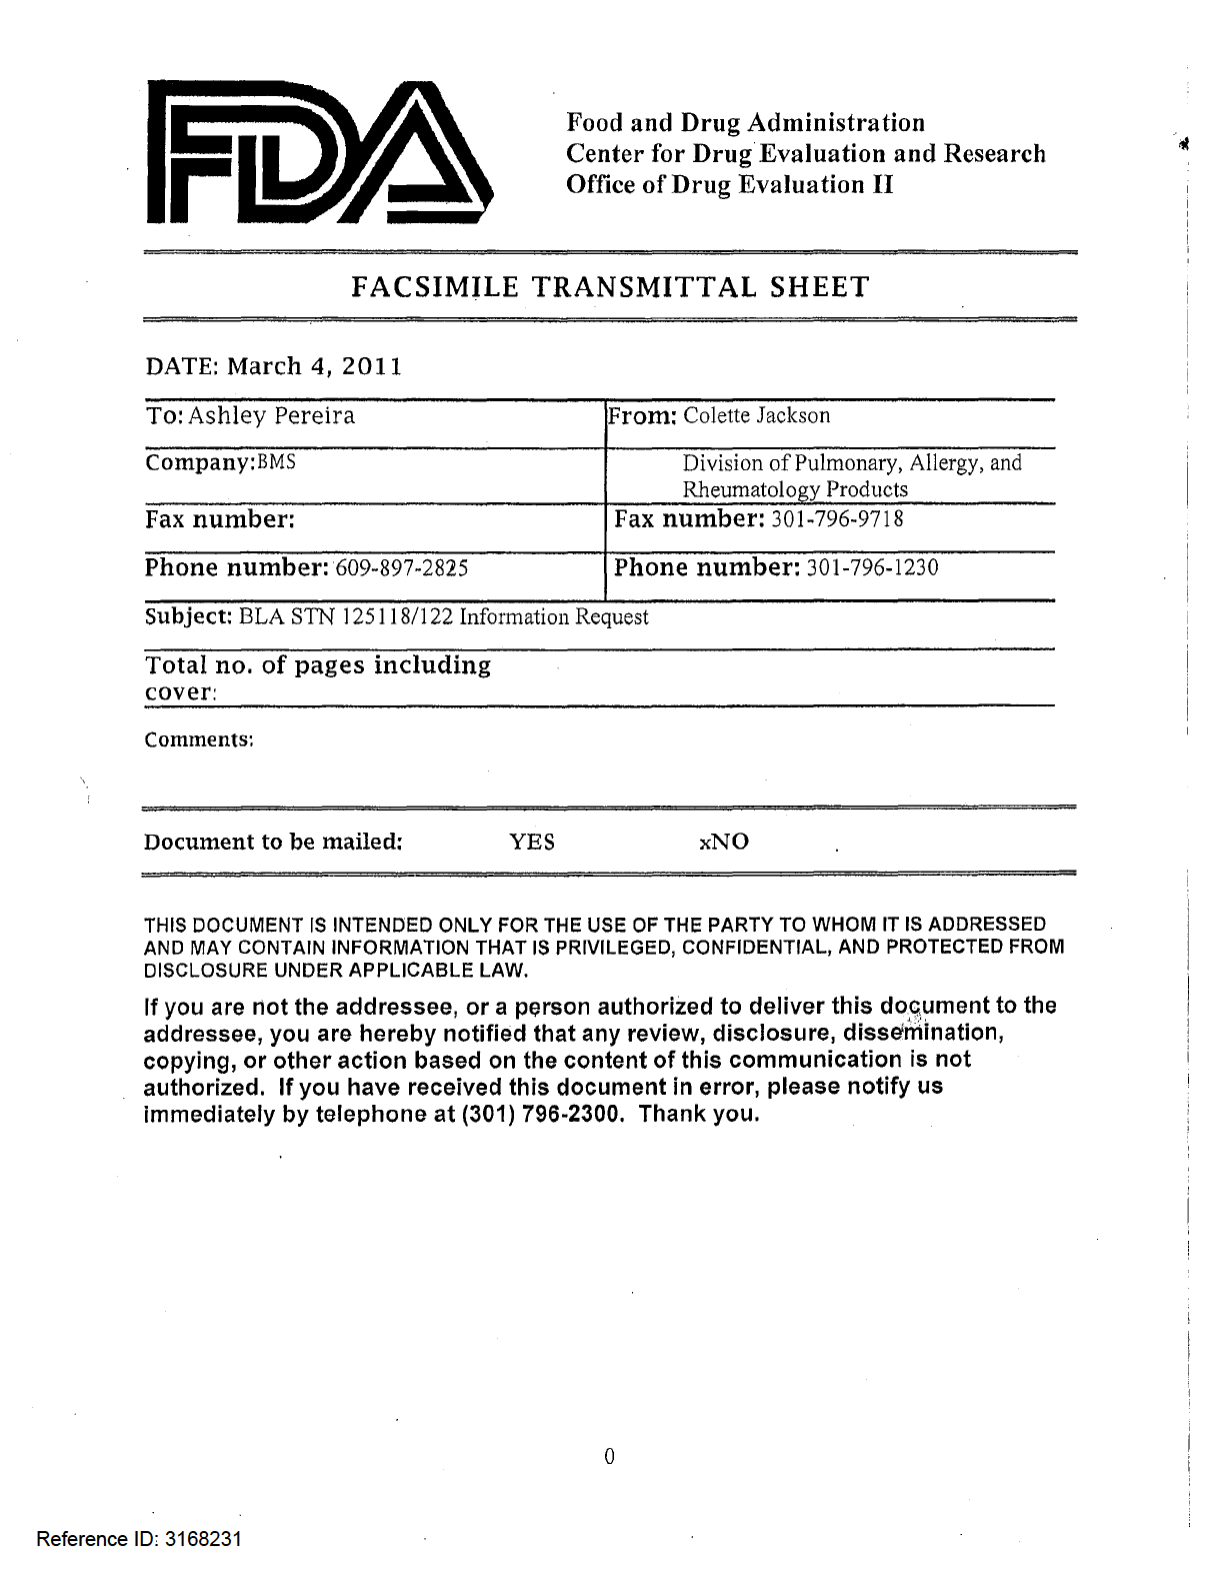 FDA
Food and Drug Administration
Center for Drug Evaluation and Research
Office of Drug Evaluation II
FACSIMILE TRANSMITTAL SHEET
DATE: March 4, 2011
To: Ashley Pereira
From: Colette Jackson
Company:BMS
Division of Pulmonary, Allergy, and
Rheumatology Products
Fax number:
Fax number: 301-796-9718
Phone number: 609-897-2825
Phone number: 301-796-1230
Subject: BLA STN 125118/122 Information Request
Total no. of pages including
cover:
Comments:
Document to be mailed: YES xNO
THIS DOCUMENT IS INTENDED ONLY FOR THE USE OF THE PARTY TO WHOM IT IS ADDRESSED
AND MAY CONTAIN INFORMATION THAT IS PRIVILEGED, CONFIDENTIAL, AND PROTECTED FROM
DISCLOSURE UNDER APPLICABLE LAW.
If you are not the addressee, or a person authorized to deliver this document to the
addressee, you are hereby notified that any review, disclosure, dissemination,
copying, or other action based on the content of this communication is not
authorized. If you have received this document in error, please notify us
immediately by telephone at (301) 796-2300. Thank you.
0
Reference ID: 3168231